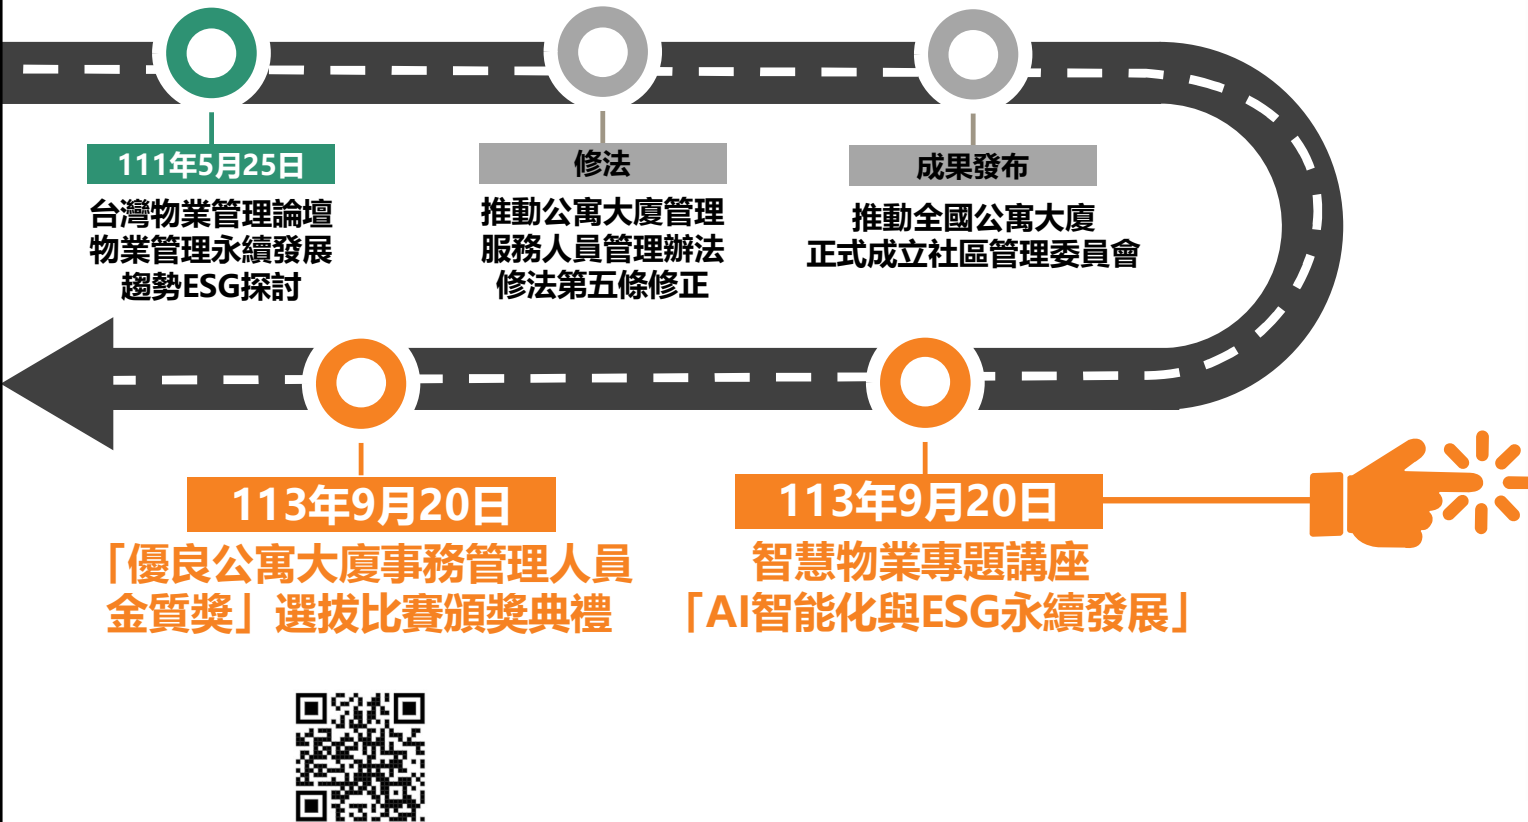 111年5月25日
台灣物業管理論壇
物業管理永續發展
趨勢ESG探討
修法
推動公寓大廈管理
服務人員管理辦法
修法第五條修正
成果發布
推動全國公寓大廈
正式成立社區管理委員會
113年9月20日
「優良公寓大廈事務管理人員
金質獎」選拔比賽頒獎典禮
113年9月20日
智慧物業專題講座
「AI智能化與ESG永續發展」